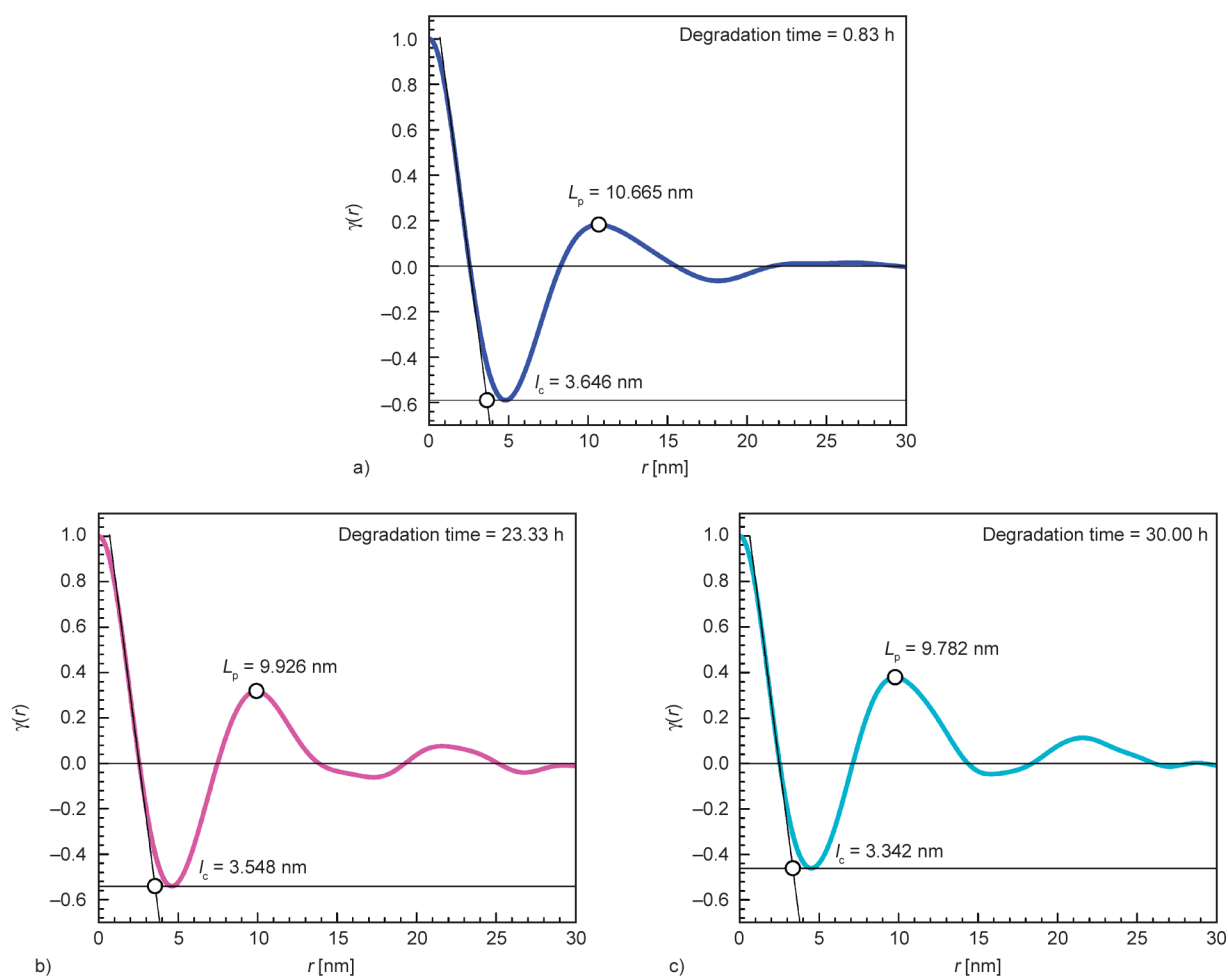 Degradation time = 0.83 h
1.0
0.8
0.6
0.4
0.2
0.0
–0.2
–0.4
–0.6
γ(r)
Lp = 10.665 nm
lc = 3.646 nm
0 5 10 15 20 25 30
a) r [nm]
Degradation time = 23.33 h
1.0
0.8
0.6
0.4
0.2
0.0
–0.2
–0.4
–0.6
γ(r)
Lp = 9.926 nm
lc = 3.548 nm
0 5 10 15 20 25 30
b) r [nm]
Degradation time = 30.00 h
1.0
0.8
0.6
0.4
0.2
0.0
–0.2
–0.4
–0.6
γ(r)
Lp = 9.782 nm
lc = 3.342 nm
0 5 10 15 20 25 30
c) r [nm]